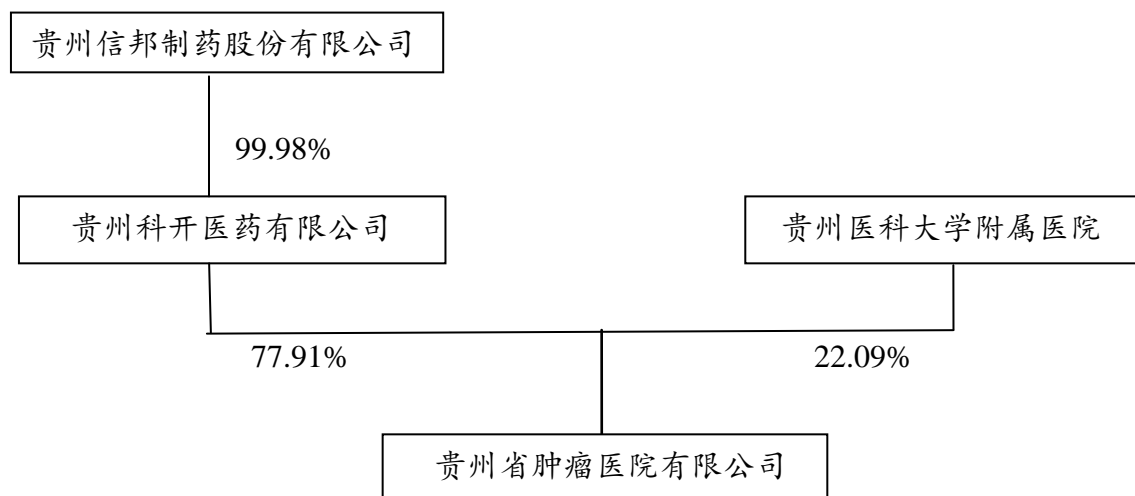 贵州信邦制药股份有限公司
99.98%
贵州科开医药有限公司
贵州医科大学附属医院
77.91%
22.09%
贵州省肿瘤医院有限公司